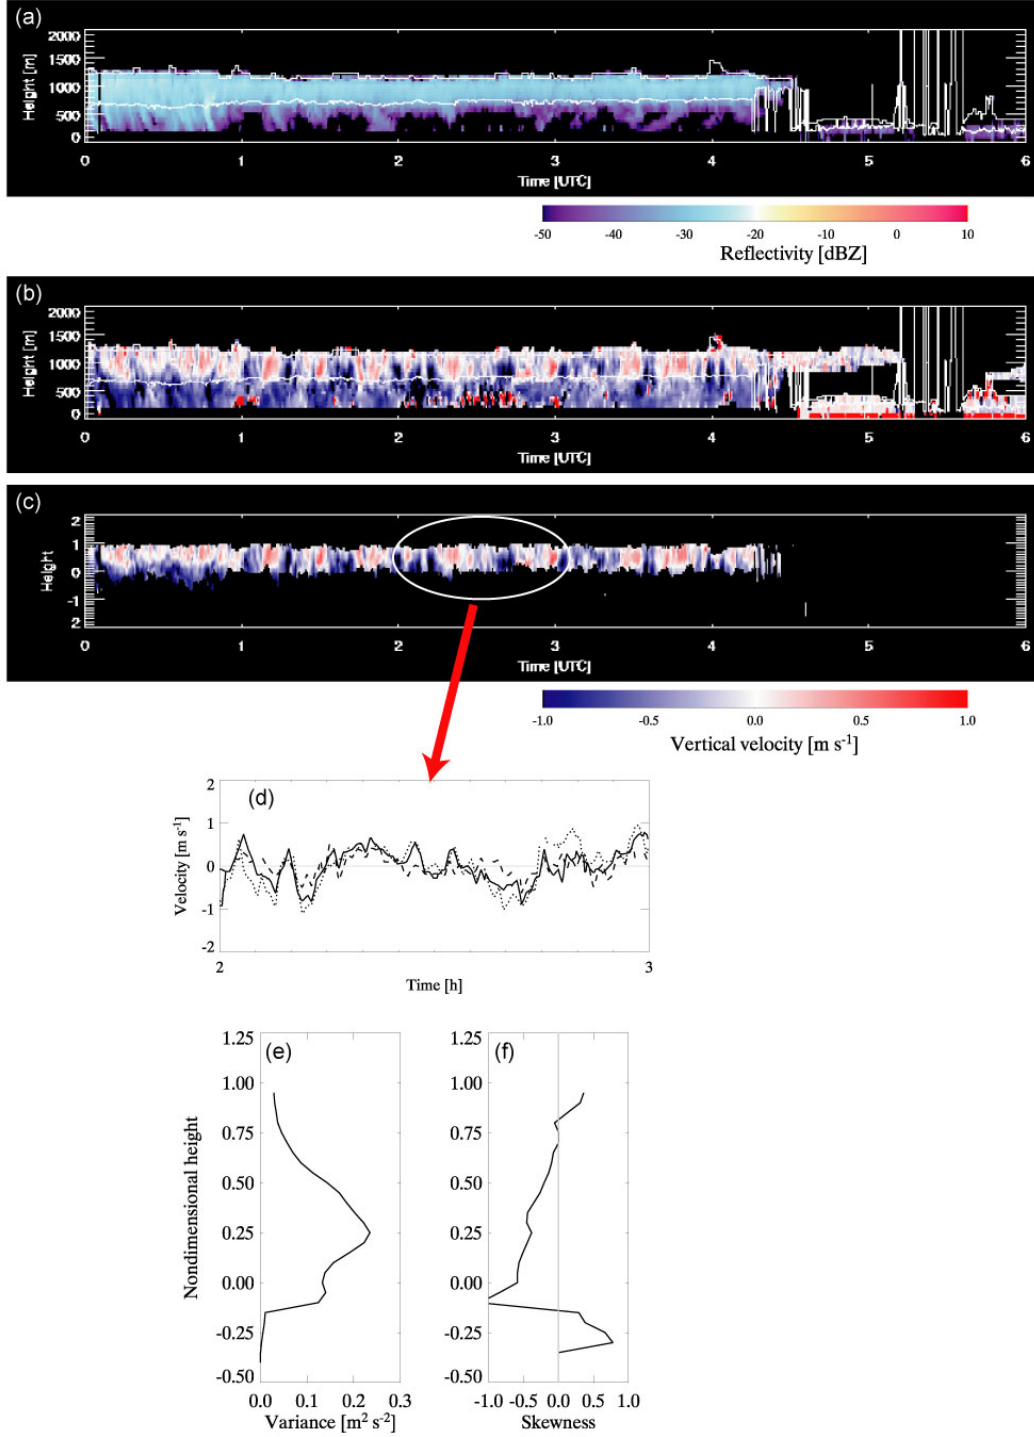 (a)
2000
1500
1000
500
0
Height [m]
0 1 2 3 4 5 6
Time [UTC]
-50 -40 -30 -20 -10 0 10
Reflectivity [dBZ]
(b)
2000
1500
1000
500
0
Height [m]
0 1 2 3 4 5 6
Time [UTC]
(c)
2
1
0
-1
2
Height
0 1 2 3 4 5 6
Time [UTC]
-1.0 -0.5 0.0 0.5 1.0
Vertical velocity [m s-1]
(d)
2
1
0
-1
-2
Velocity [m s-1]
2 3
Time [h]
(e)
1.25
1.00
0.75
0.50
0.25
0.00
-0.25
-0.50
Nondimensional height
0.0 0.1 0.2 0.3
Variance [m2 s-2]
(f)
1.25
1.00
0.75
0.50
0.25
0.00
-0.25
-0.50
-1.0 -0.5 0.0 0.5 1.0
Skewness